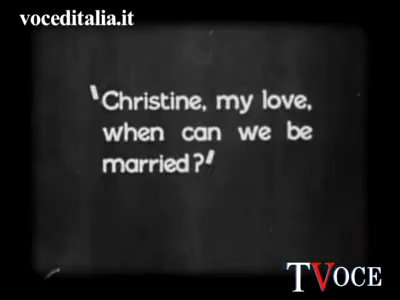 voceditalia.it
"Christine, my love,
when can we be
married?"
TVOCE